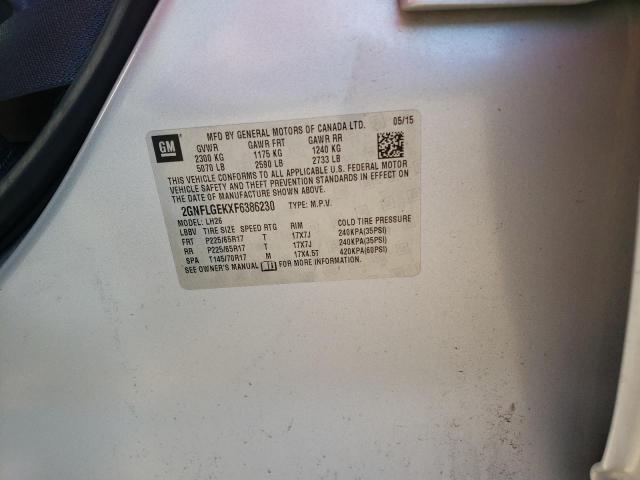 GM
MFD BY GENERAL MOTORS OF CANADA LTD. 05/15
GVWR GAWR FRT GAWR RR
2300 KG 1175 KG 1240 KG
5070 LB 2590 LB 2733 LB
THIS VEHICLE CONFORMS TO ALL APPLICABLE U.S. FEDERAL MOTOR
VEHICLE SAFETY AND THEFT PREVENTION STANDARDS IN EFFECT ON
THE DATE OF MANUFACTURE SHOWN ABOVE.
2GNFLGEKXF6386230 TYPE: M.P.V.
MODEL: LH26
LBBV TIRE SIZE SPEED RTG RIM COLD TIRE PRESSURE
FRT P225/65R17 T 17X7J 240KPA(35PSI)
RR P225/65R17 T 17X7J 240KPA(35PSI)
SPA T145/70R17 M 17X4.5T 420KPA(60PSI)
SEE OWNER'S MANUAL FOR MORE INFORMATION.